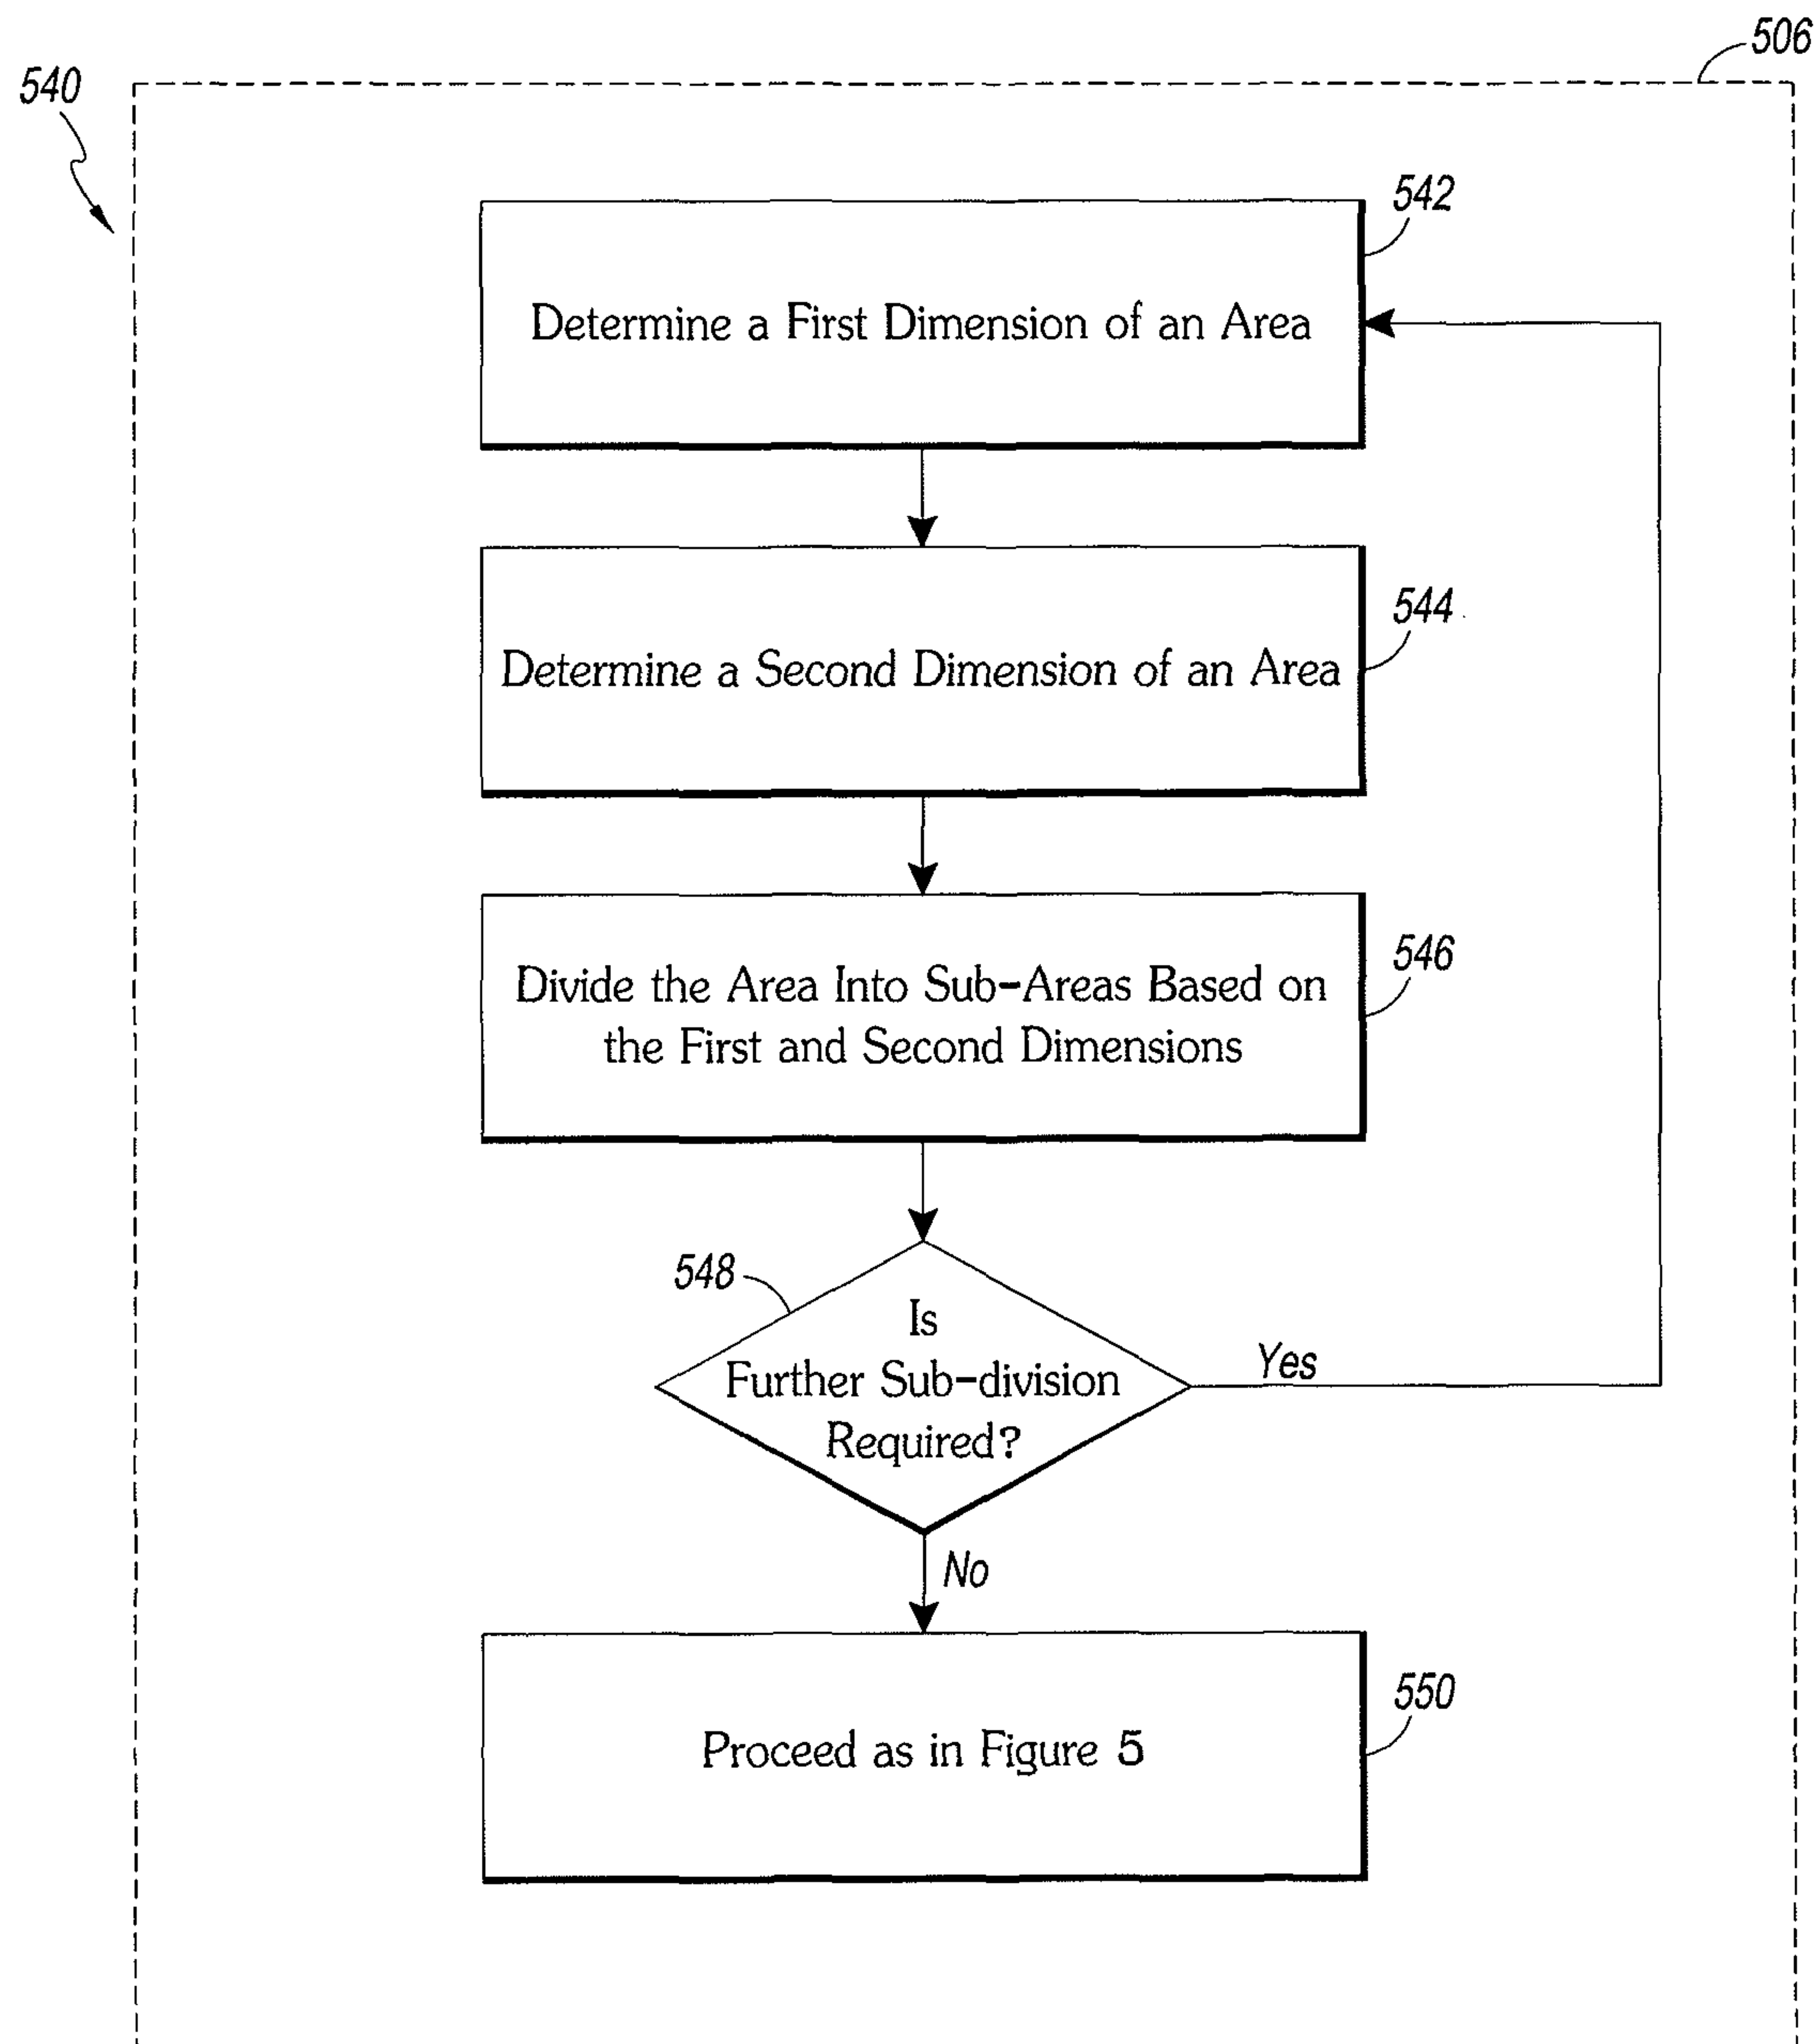 506
540
542
Determine a First Dimension of an Area
544
Determine a Second Dimension of an Area
546
Divide the Area Into Sub-Areas Based on
the First and Second Dimensions
548
Is
Further Sub-division
Required?
Yes
No
550
Proceed as in Figure 5